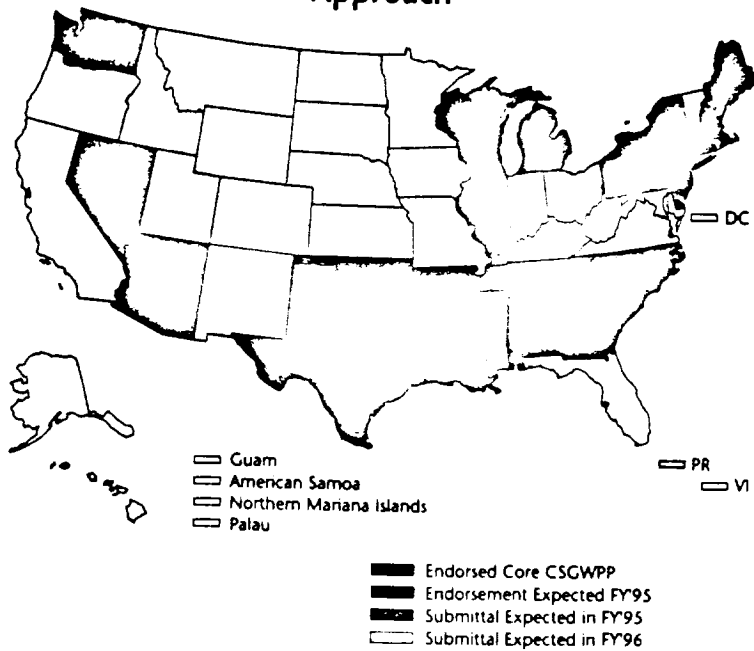 Approach
DC
Guam
American Samoa
Northern Mariana Islands
Palau
PR
VI
Endorsed Core CSGWPP
Endorsement Expected FY'95
Submittal Expected in FY'95
Submittal Expected in FY'96